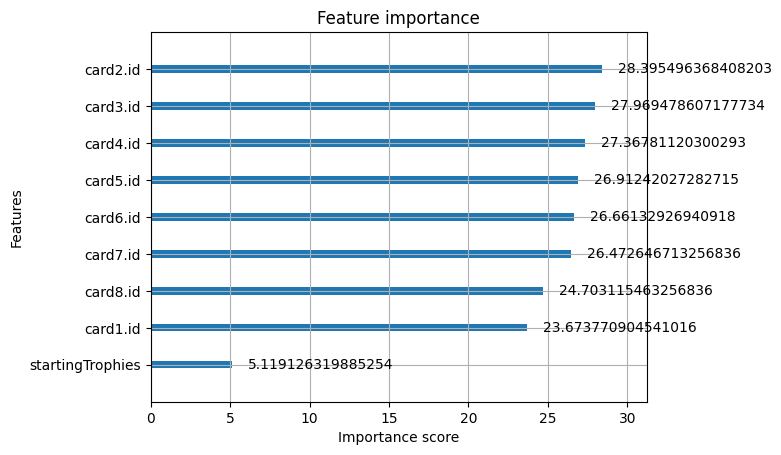 Feature importance
Features
card2.id 28.395496368408203
card3.id 27.969478607177734
card4.id 27.36781120300293
card5.id 26.91242027282715
card6.id 26.66132926940918
card7.id 26.472646713256836
card8.id 24.703115463256836
card1.id 23.673770904541016
startingTrophies 5.119126319885254
0 5 10 15 20 25 30
Importance score